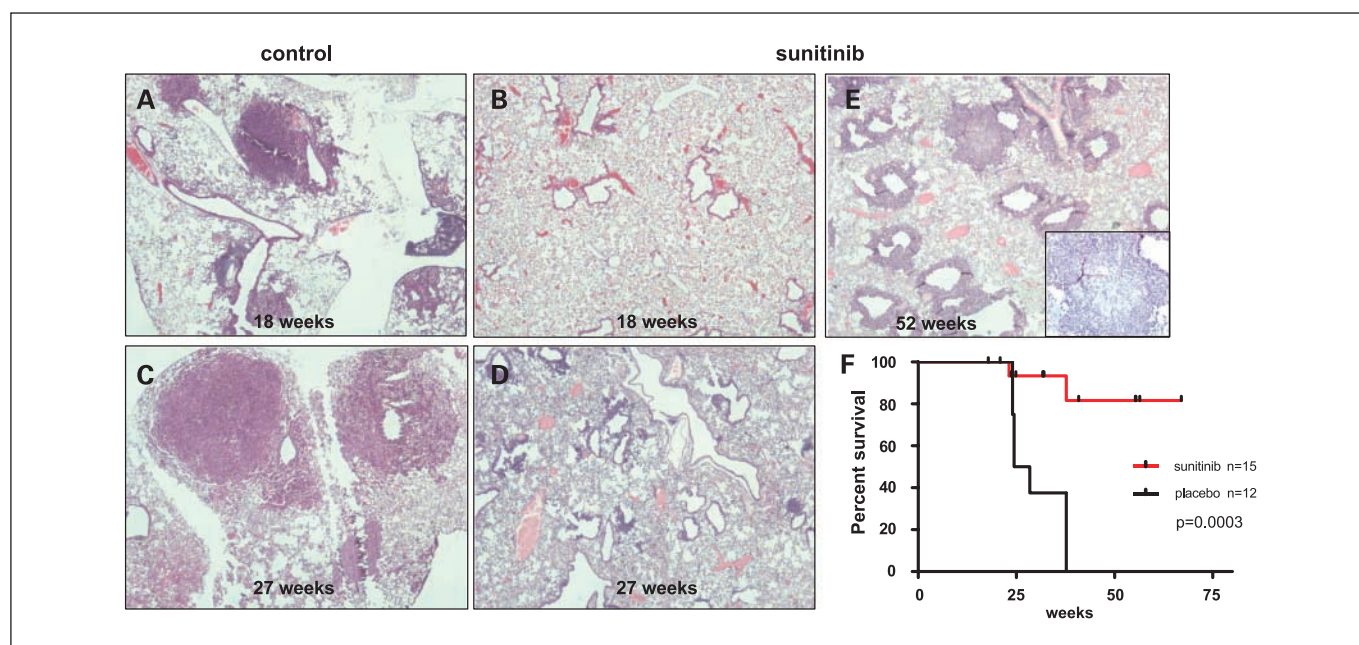 control
sunitinib
A
18 weeks
B
18 weeks
E
52 weeks
C
27 weeks
D
27 weeks
F
Percent survival
100
80
60
40
20
0
0
25
50
75
weeks
sunitinib n=15
placebo n=12
p=0.0003